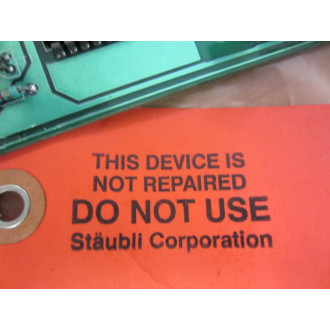 THIS DEVICE IS
NOT REPAIRED
DO NOT USE
Stäubli Corporation